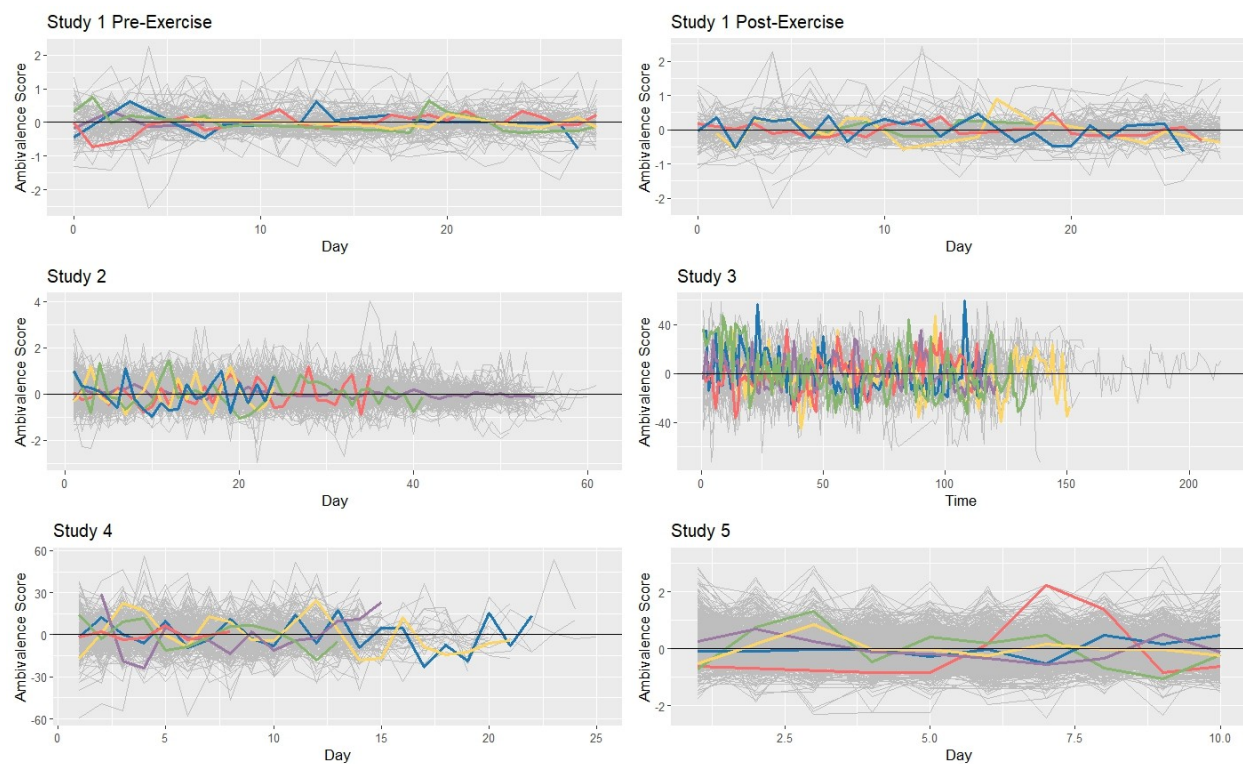 Study 1 Pre-Exercise
Ambivalence Score
2
1
0
-1
-2
0
10
20
Day
Study 1 Post-Exercise
Ambivalence Score
2
1
0
-1
-2
0
10
20
Day
Study 2
Ambivalence Score
4
2
0
-2
0
20
40
60
Day
Study 3
Ambivalence Score
40
0
-40
0
50
100
150
200
Time
Study 4
Ambivalence Score
60
30
0
-30
-60
0
5
10
15
20
25
Day
Study 5
Ambivalence Score
2
0
-2
2.5
5.0
7.5
10.0
Day